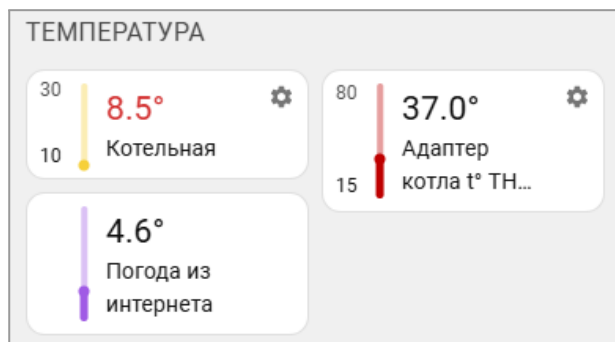 ТЕМПЕРАТУРА
30
8.5°
10
Котельная
80
37.0°
Адаптер
15
котла t° ТН...
4.6°
Погода из
интернета